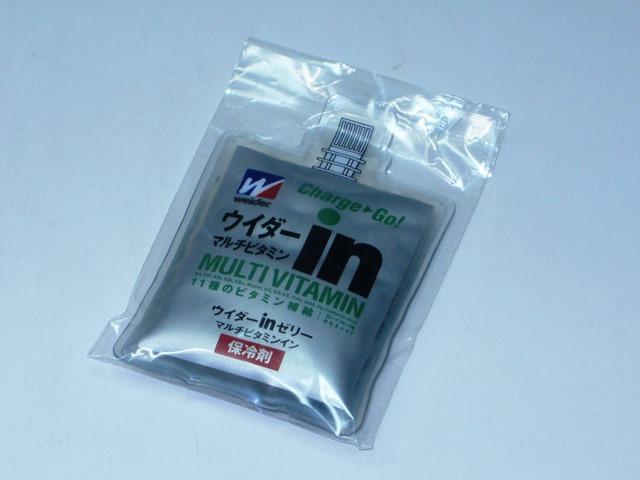 Charge▶Go!
weider
ウイダーin
マルチビタミン
MULTI VITAMIN
11種のビタミン補給
ウイダーinゼリー
マルチビタミンイン
保冷剤